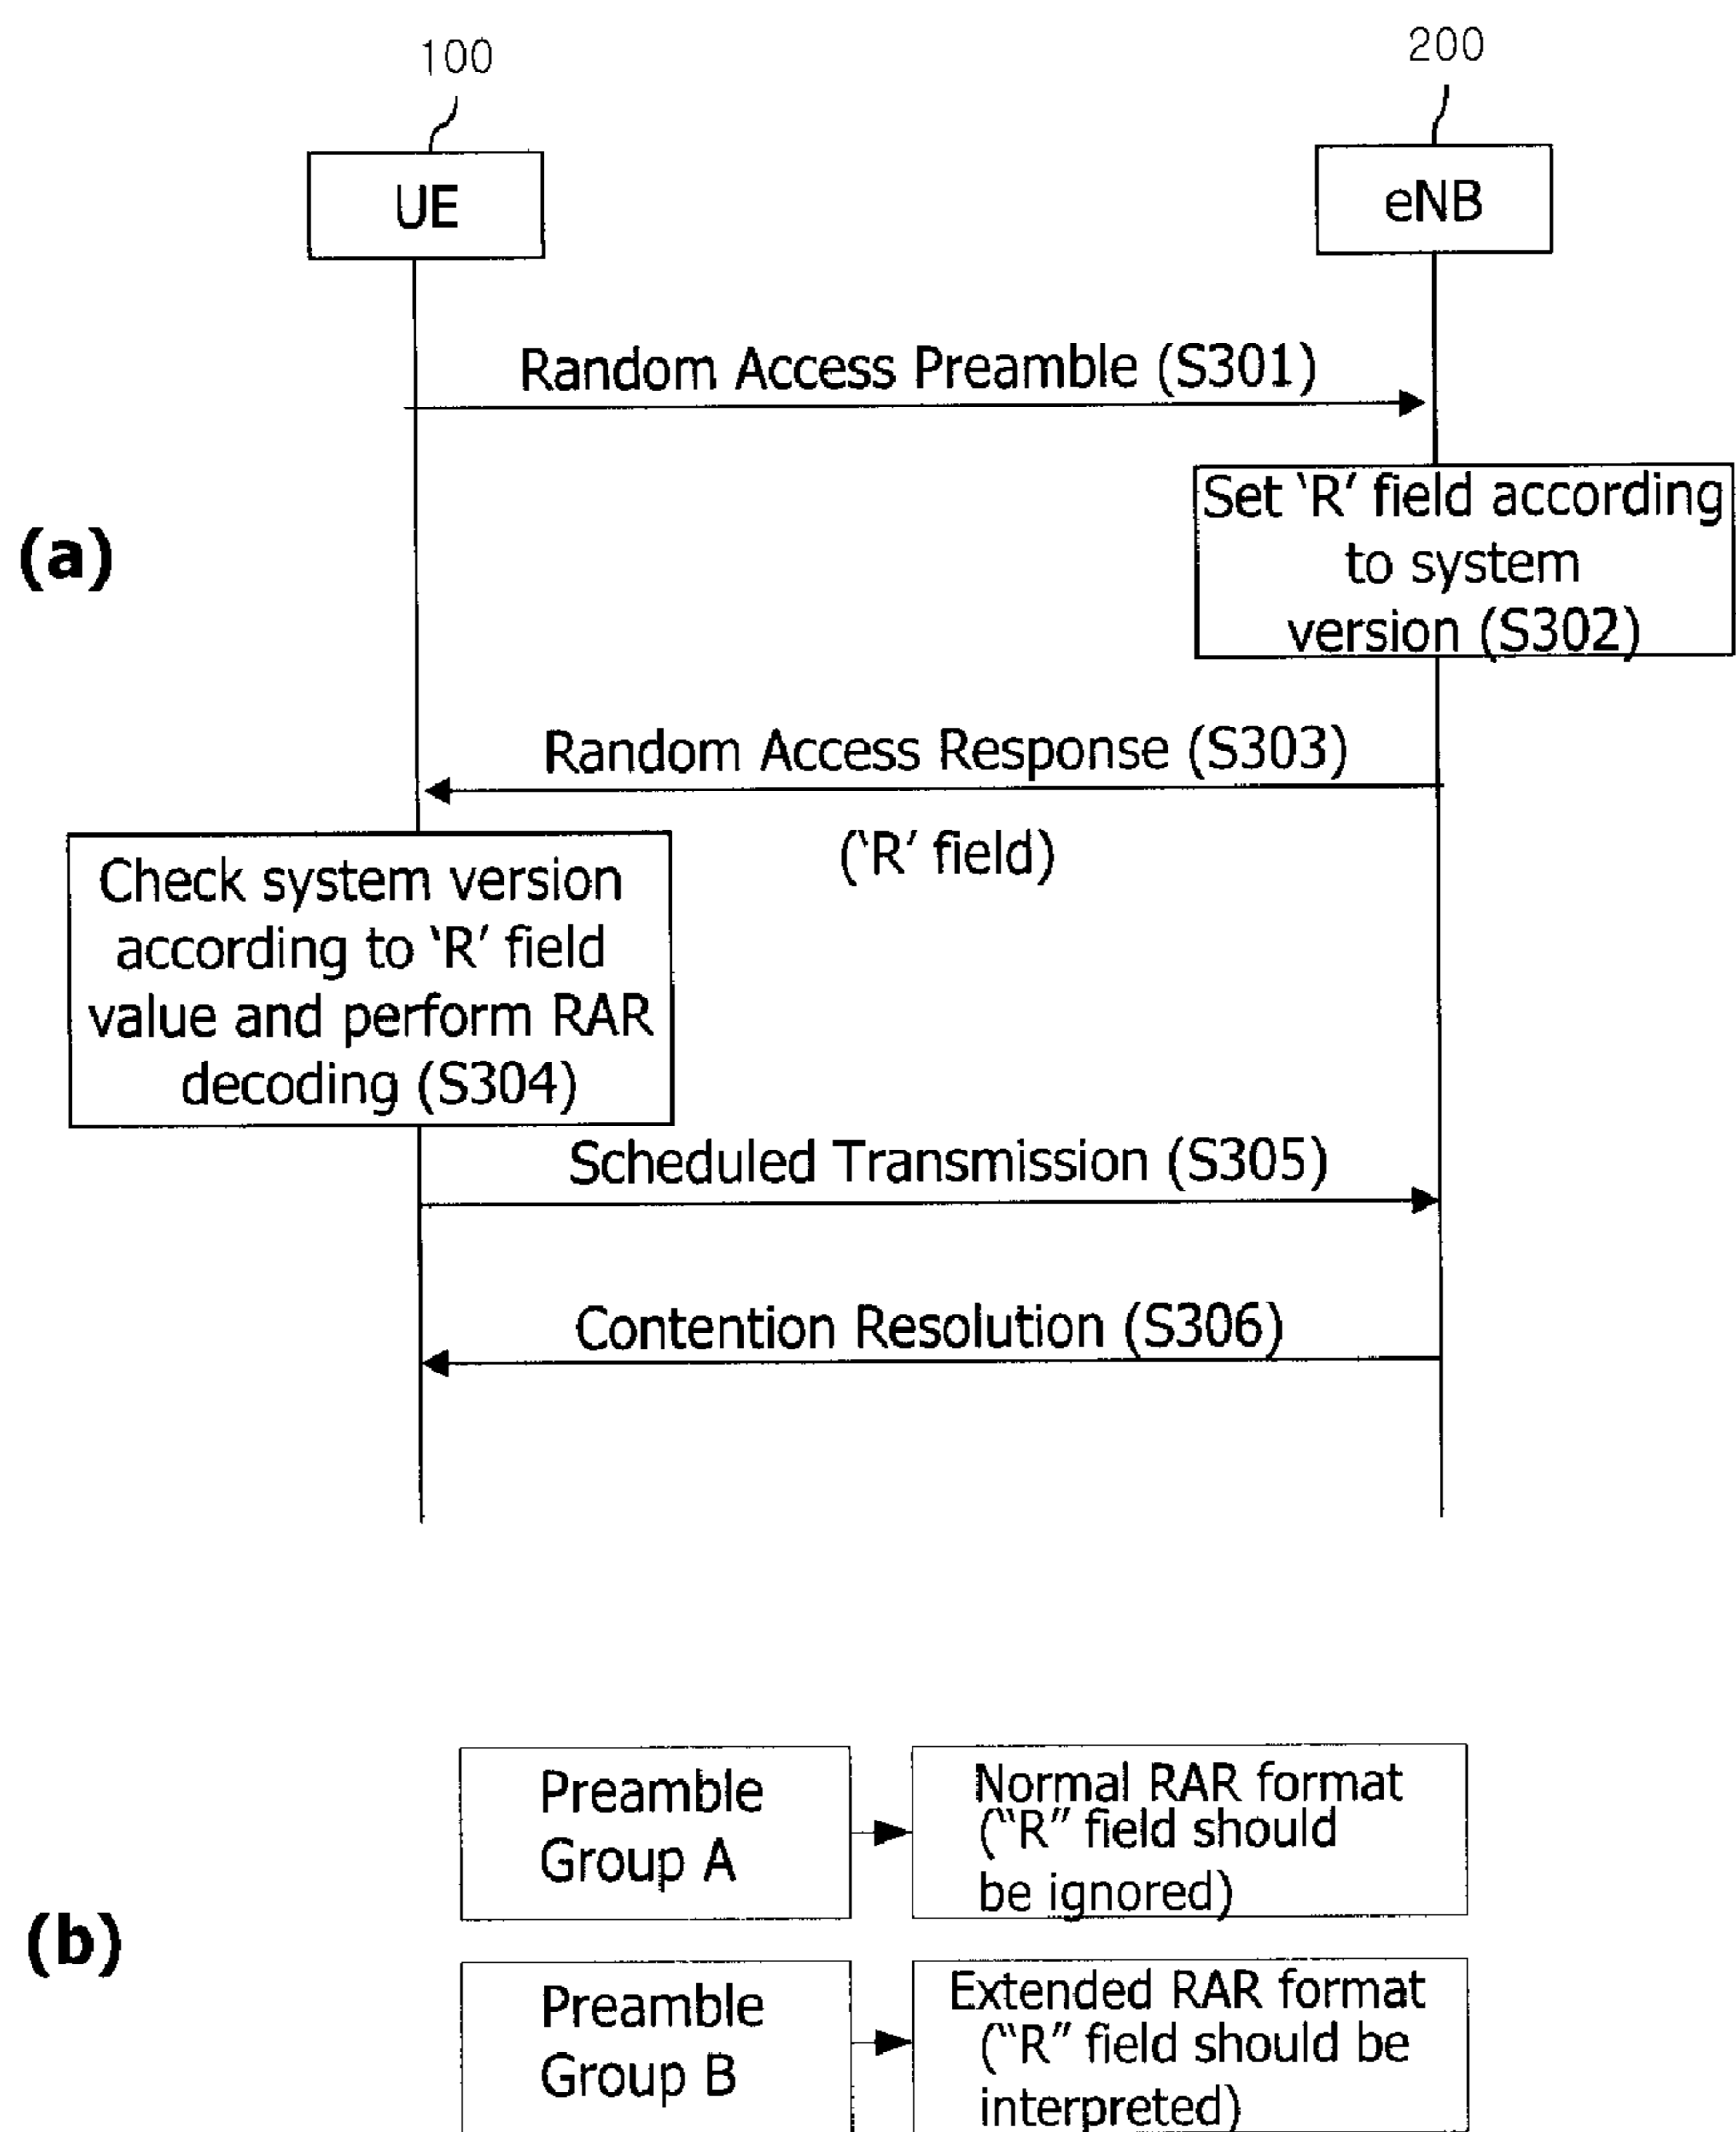 100
200
UE
eNB
Random Access Preamble (S301)
Set ‘R’ field according
to system
version (S302)
(a)
Random Access Response (S303)
(‘R’ field)
Check system version
according to ‘R’ field
value and perform RAR
decoding (S304)
Scheduled Transmission (S305)
Contention Resolution (S306)
(b)
Preamble
Group A
Normal RAR format
(“R” field should
be ignored)
Preamble
Group B
Extended RAR format
(“R” field should be
interpreted)